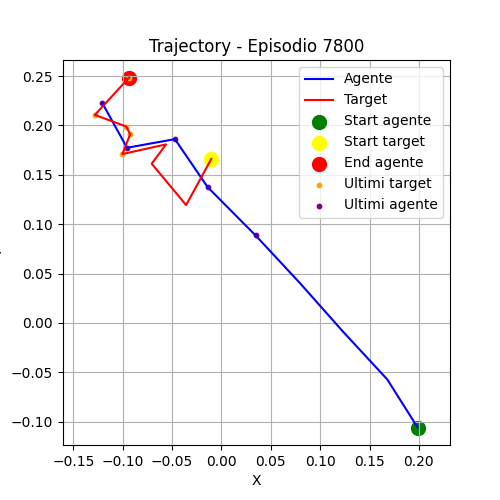 Trajectory - Episodio 7800
Agente
Target
Start agente
Start target
End agente
Ultimi target
Ultimi agente
0.25
0.20
0.15
0.10
0.05
0.00
−0.05
−0.10
−0.15
−0.10
−0.05
0.00
0.05
0.10
0.15
0.20
X